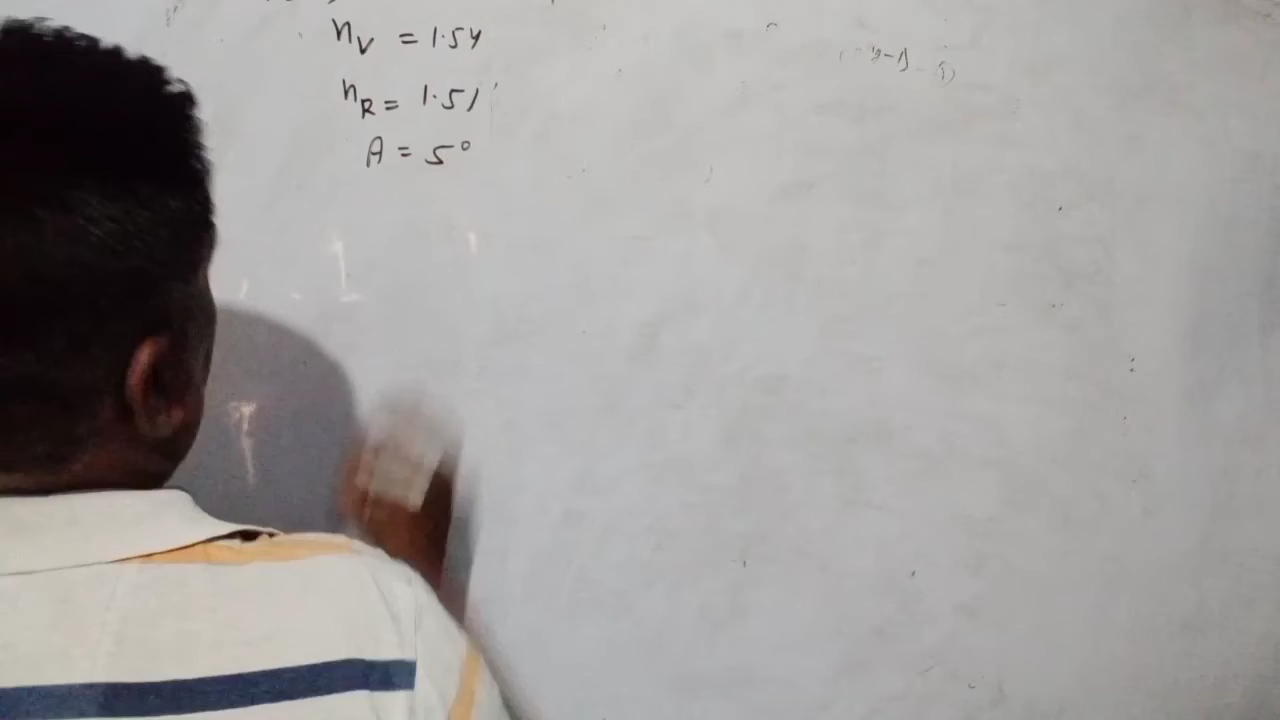 n_V = 1.54
n_R = 1.51
A = 5°